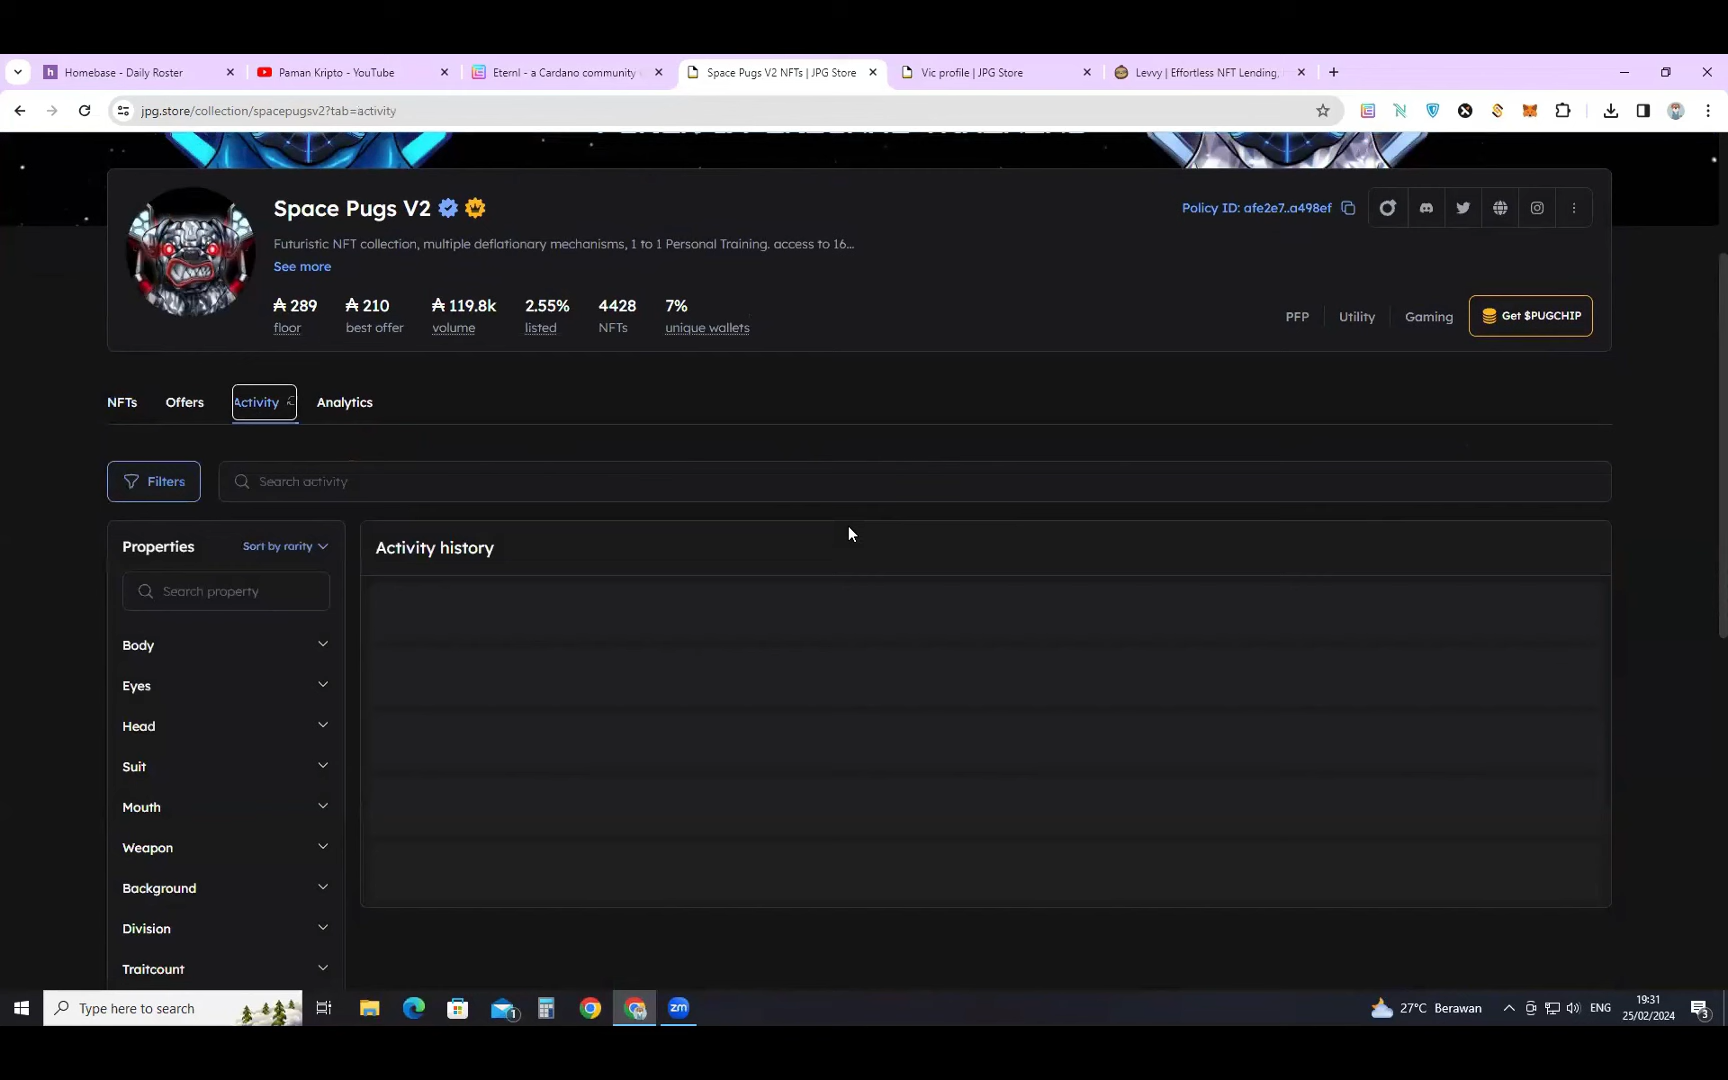 Homebase - Daily Roster
Paman Kripto - YouTube
Eternl - a Cardano community
Space Pugs V2 NFTs | JPG Store
Vic profile | JPG Store
Levvy | Effortless NFT Lending,
jpg.store/collection/spacepugsv2?tab=activity
Space Pugs V2
Policy ID: afe2e7..a498ef
Futuristic NFT collection, multiple deflationary mechanisms, 1 to 1 Personal Training. access to 16...
See more
₳ 289 ₳ 210 ₳ 119.8k 2.55% 4428 7%
floor best offer volume listed NFTs unique wallets
PFP Utility Gaming Get $PUGCHIP
NFTs Offers Activity Analytics
Filters Search activity
Properties Sort by rarity
Activity history
Search property
Body
Eyes
Head
Suit
Mouth
Weapon
Background
Division
Traitcount
Type here to search
1
zm
27°C Berawan
ENG
19:31
25/02/2024
3